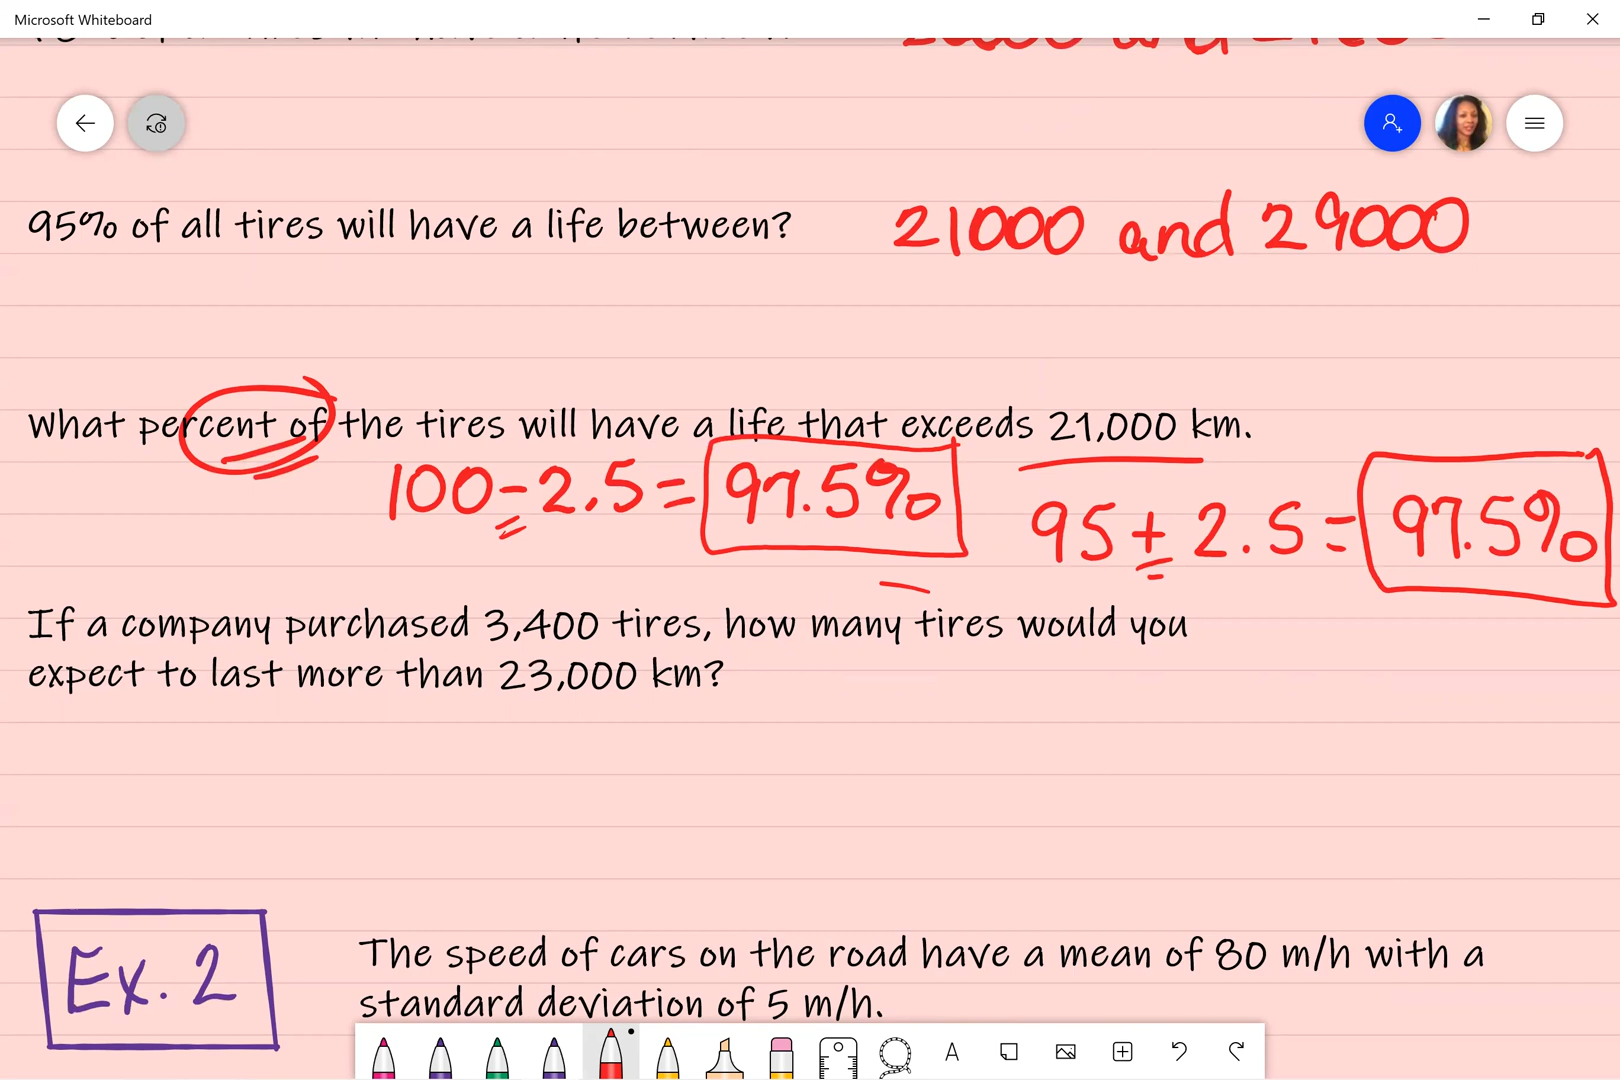 Microsoft Whiteboard
95% of all tires will have a life between?
21000 and 29000
What percent of the tires will have a life that exceeds 21,000 km.
100 - 2.5 = 97.5%
95 + 2.5 = 97.5%
If a company purchased 3,400 tires, how many tires would you
expect to last more than 23,000 km?
Ex. 2
The speed of cars on the road have a mean of 80 m/h with a
standard deviation of 5 m/h.